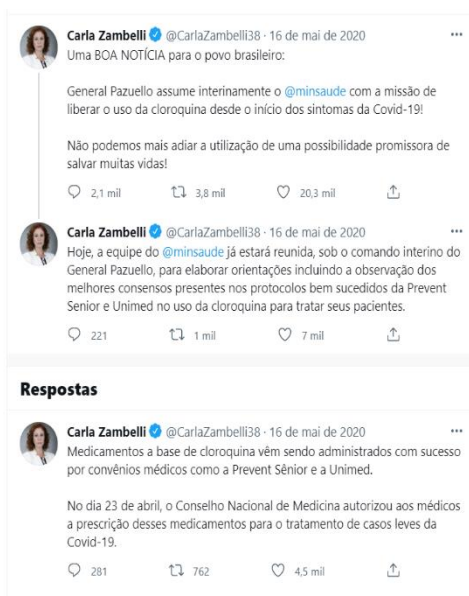 Carla Zambelli @CarlaZambelli38 · 16 de mai de 2020 ···
Uma BOA NOTÍCIA para o povo brasileiro:
General Pazuello assume interinamente o @minsaude com a missão de
liberar o uso da cloroquina desde o início dos sintomas da Covid-19!
Não podemos mais adiar a utilização de uma possibilidade promissora de
salvar muitas vidas!
2,1 mil 3,8 mil 20,3 mil
Carla Zambelli @CarlaZambelli38 · 16 de mai de 2020 ···
Hoje, a equipe do @minsaude já estará reunida, sob o comando interino do
General Pazuello, para elaborar orientações incluindo a observação dos
melhores consensos presentes nos protocolos bem sucedidos da Prevent
Senior e Unimed no uso da cloroquina para tratar seus pacientes.
221 1 mil 7 mil
Respostas
Carla Zambelli @CarlaZambelli38 · 16 de mai de 2020 ···
Medicamentos a base de cloroquina vêm sendo administrados com sucesso
por convênios médicos como a Prevent Sênior e a Unimed.
No dia 23 de abril, o Conselho Nacional de Medicina autorizou aos médicos
a prescrição desses medicamentos para o tratamento de casos leves da
Covid-19.
281 762 4,5 mil